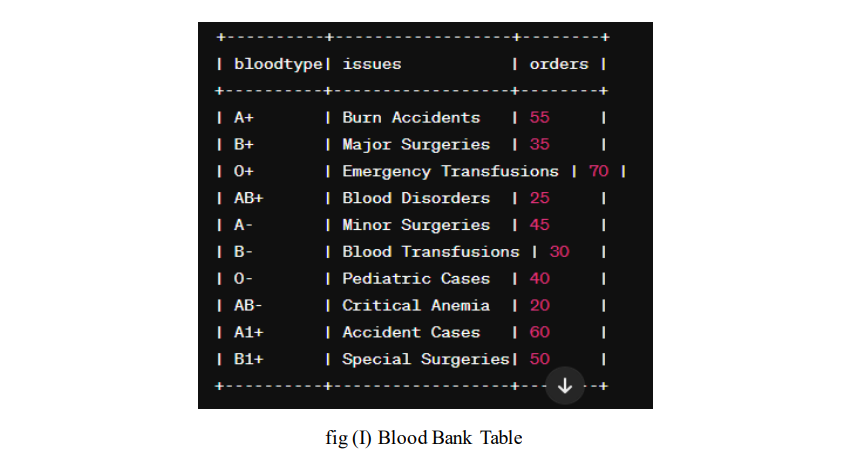 +----------+------------------+--------+
| bloodtype| issues           | orders |
+----------+------------------+--------+
| A+       | Burn Accidents   | 55     |
| B+       | Major Surgeries  | 35     |
| O+       | Emergency Transfusions | 70 |
| AB+      | Blood Disorders  | 25     |
| A-       | Minor Surgeries  | 45     |
| B-       | Blood Transfusions | 30   |
| O-       | Pediatric Cases  | 40     |
| AB-      | Critical Anemia  | 20     |
| A1+      | Accident Cases   | 60     |
| B1+      | Special Surgeries| 50     |
+----------+------------------+--------+
fig (I) Blood Bank Table